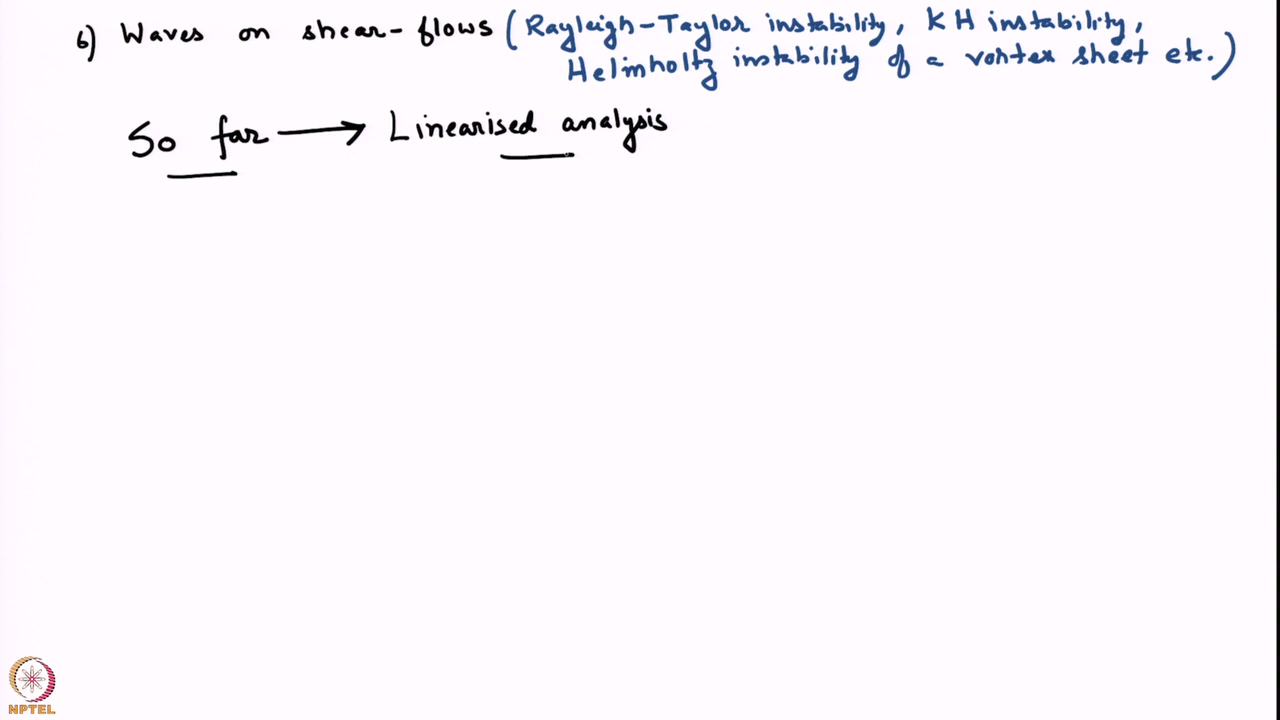 6) Waves on shear-flows (Rayleigh-Taylor instability, KH instability,
Helmholtz instability of a vortex sheet etc.)
So far → Linearised analysis
NPTEL